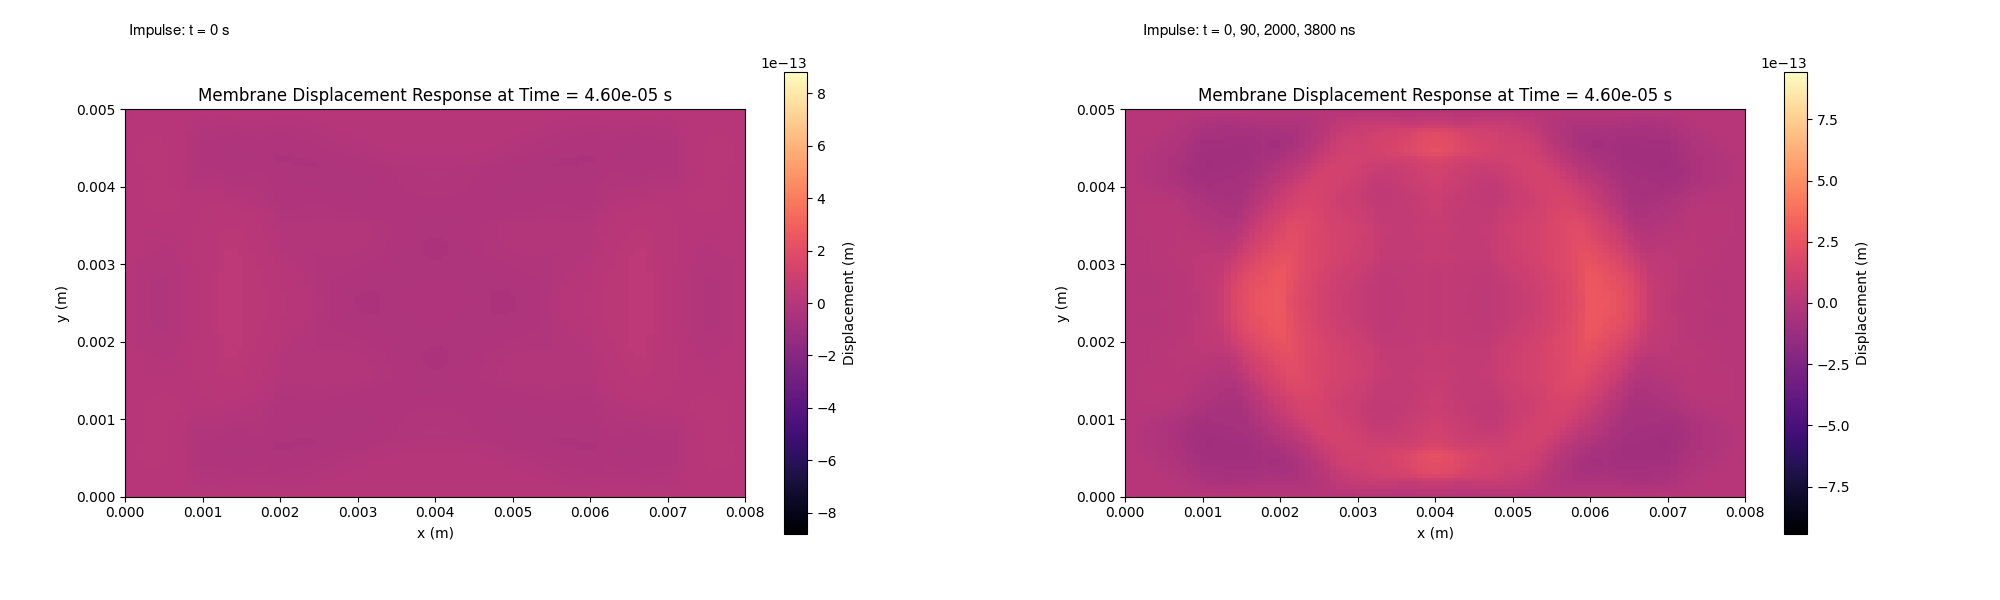 Impulse: t = 0 s
1e−13
Membrane Displacement Response at Time = 4.60e-05 s
0.005
0.004
0.003
0.002
0.001
0.000
y (m)
0.000 0.001 0.002 0.003 0.004 0.005 0.006 0.007 0.008
x (m)
8
6
4
2
0
−2
−4
−6
−8
Displacement (m)
Impulse: t = 0, 90, 2000, 3800 ns
1e−13
Membrane Displacement Response at Time = 4.60e-05 s
0.005
0.004
0.003
0.002
0.001
0.000
y (m)
0.000 0.001 0.002 0.003 0.004 0.005 0.006 0.007 0.008
x (m)
7.5
5.0
2.5
0.0
−2.5
−5.0
−7.5
Displacement (m)